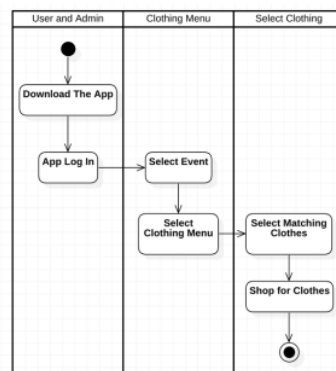 User and Admin
Clothing Menu
Select Clothing
Download The App
App Log In
Select Event
Select
Clothing Menu
Select Matching
Clothes
Shop for Clothes